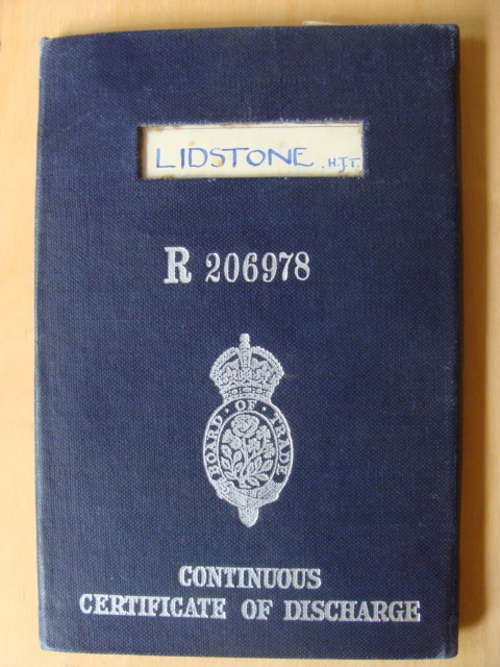 LIDSTONE. H.J.T.
R 206978
BOARD · OF · TRADE
CONTINUOUS
CERTIFICATE OF DISCHARGE